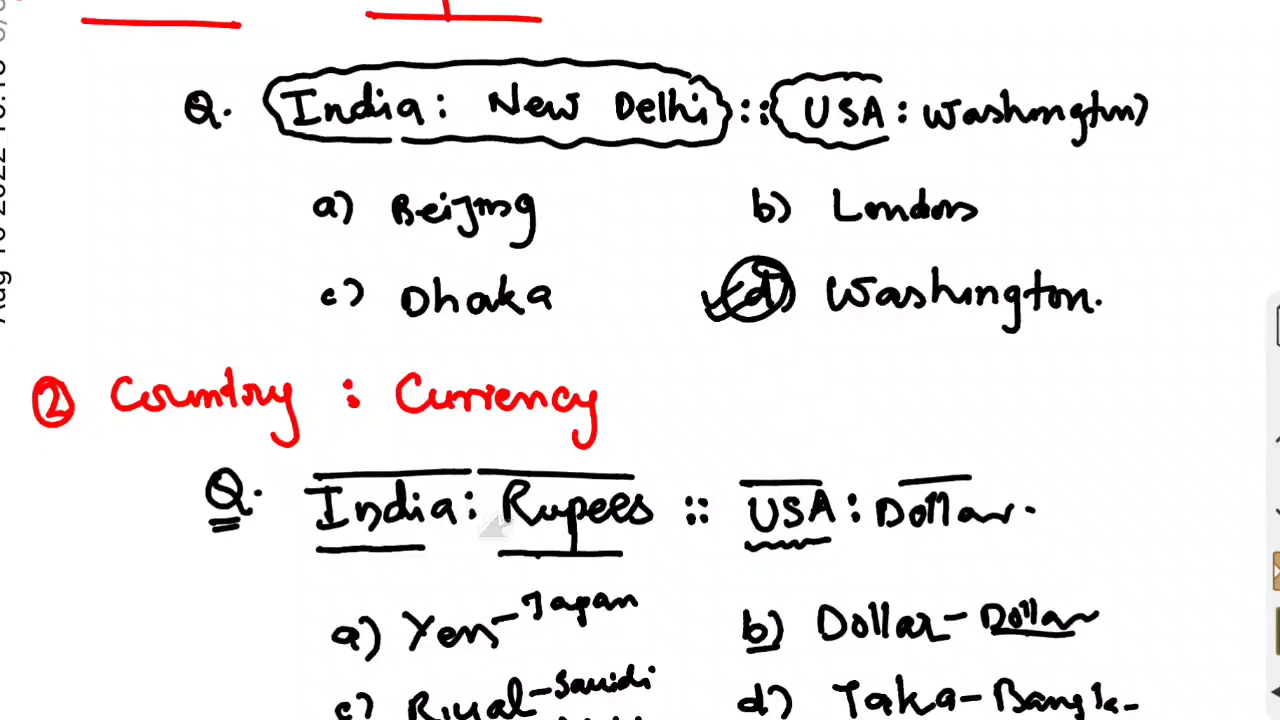 Q. India : New Delhi :: USA : Washington
a) Beijing b) London
c) Dhaka d) Washington.
② Country : Currency
Q. India : Rupees :: USA : Dollar.
a) Yen - Japan b) Dollar - Dollar
c) Riyal - Saudi d) Taka - Bangla-